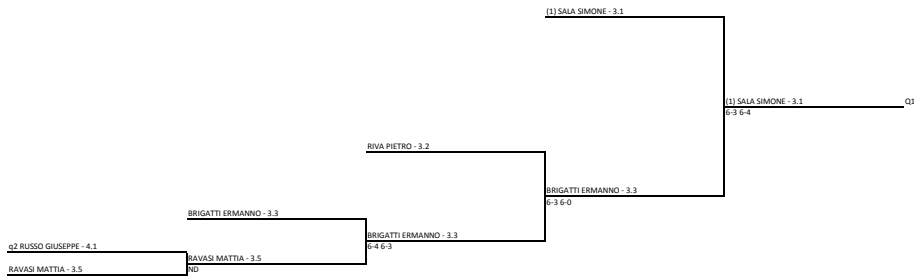 (1) SALA SIMONE - 3.1
(1) SALA SIMONE - 3.1
Q1
6-3 6-4
RIVA PIETRO - 3.2
BRIGATTI ERMANNO - 3.3
6-3 6-0
BRIGATTI ERMANNO - 3.3
BRIGATTI ERMANNO - 3.3
6-4 6-3
q2 RUSSO GIUSEPPE - 4.1
RAVASI MATTIA - 3.5
RAVASI MATTIA - 3.5
ND